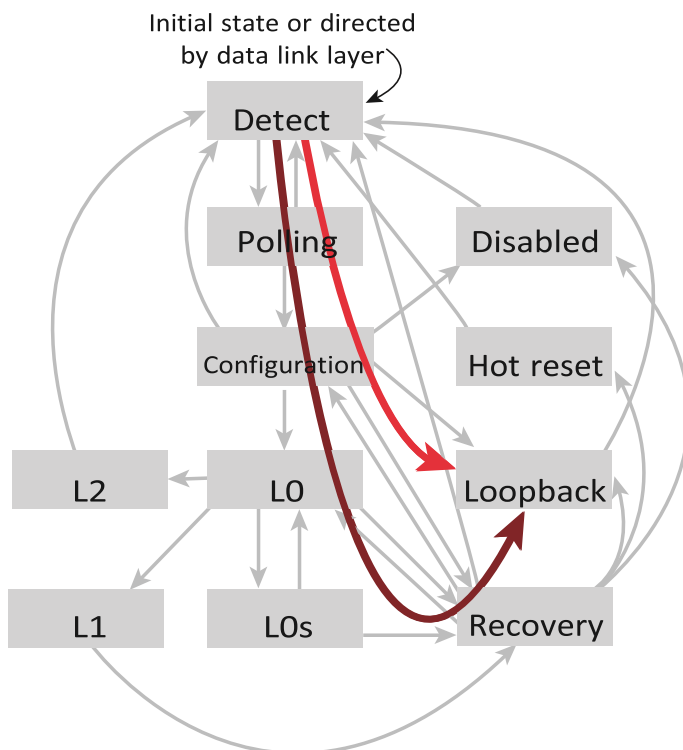 Initial state or directed
by data link layer
Detect
Polling
Disabled
Configuration
Hot reset
L2
L0
Loopback
L1
L0s
Recovery